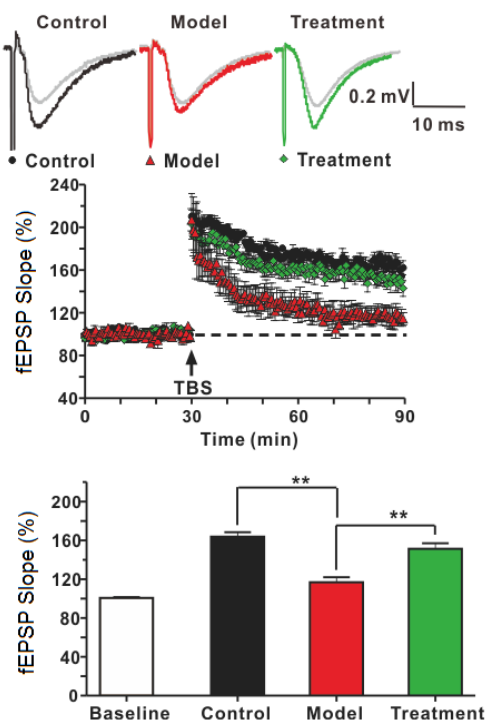 Control Model Treatment
0.2 mV
10 ms
Control Model Treatment
fEPSP Slope (%)
240
200
160
120
80
40
TBS
0 30 60 90
Time (min)
fEPSP Slope (%)
200
160
120
80
40
0
**
**
Baseline Control Model Treatment